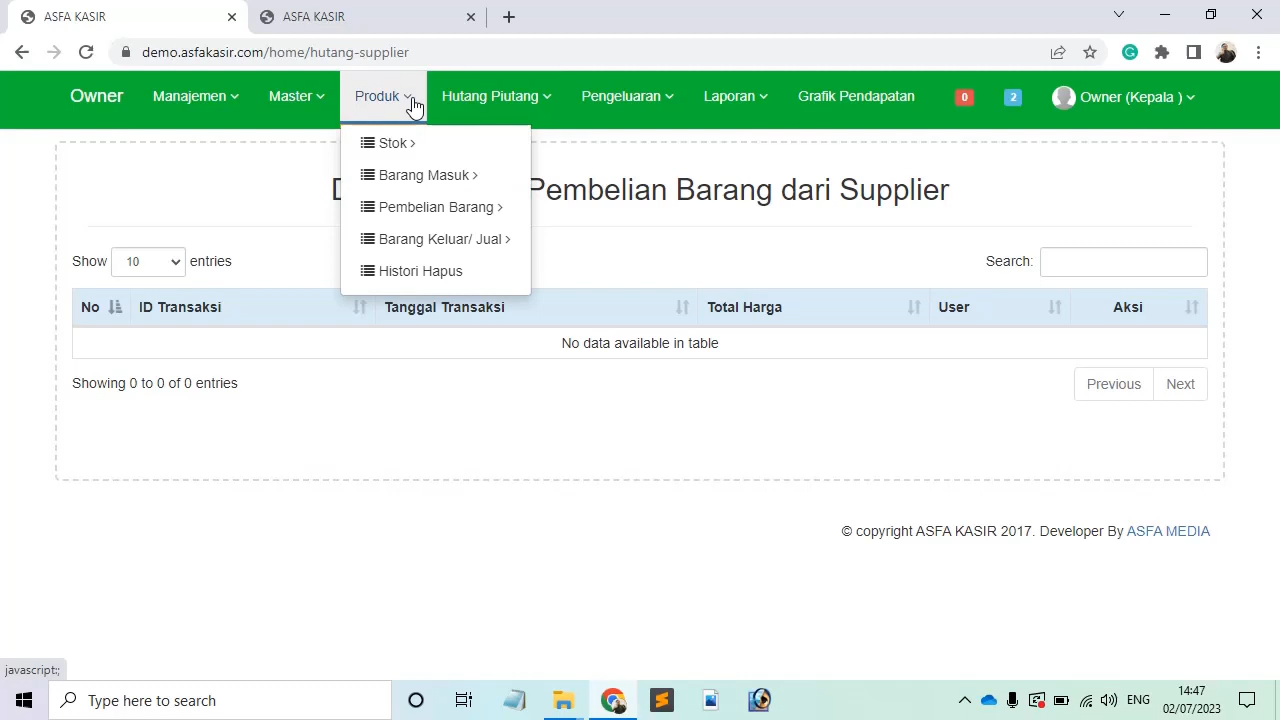 ASFA KASIR
ASFA KASIR
demo.asfakasir.com/home/hutang-supplier
Owner
Manajemen
Master
Produk
Hutang Piutang
Pengeluaran
Laporan
Grafik Pendapatan
0
2
Owner (Kepala )
Stok
Barang Masuk
Pembelian Barang
Barang Keluar/ Jual
Histori Hapus
Pembelian Barang dari Supplier
Show 10 entries
Search:
No ID Transaksi Tanggal Transaksi Total Harga User Aksi
No data available in table
Showing 0 to 0 of 0 entries
Previous Next
© copyright ASFA KASIR 2017. Developer By ASFA MEDIA
javascript:;
Type here to search
ENG
14:47
02/07/2023